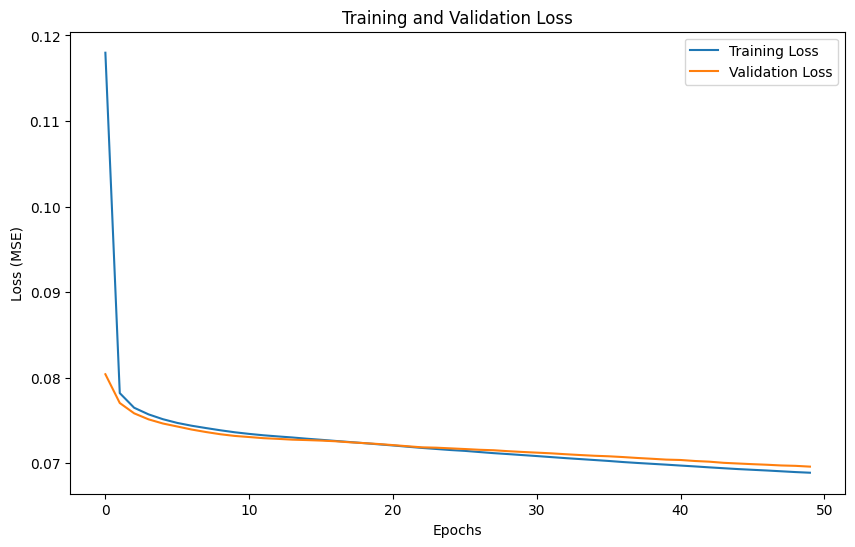 Training and Validation Loss
Training Loss
Validation Loss
Loss (MSE)
0.12
0.11
0.10
0.09
0.08
0.07
0 10 20 30 40 50
Epochs